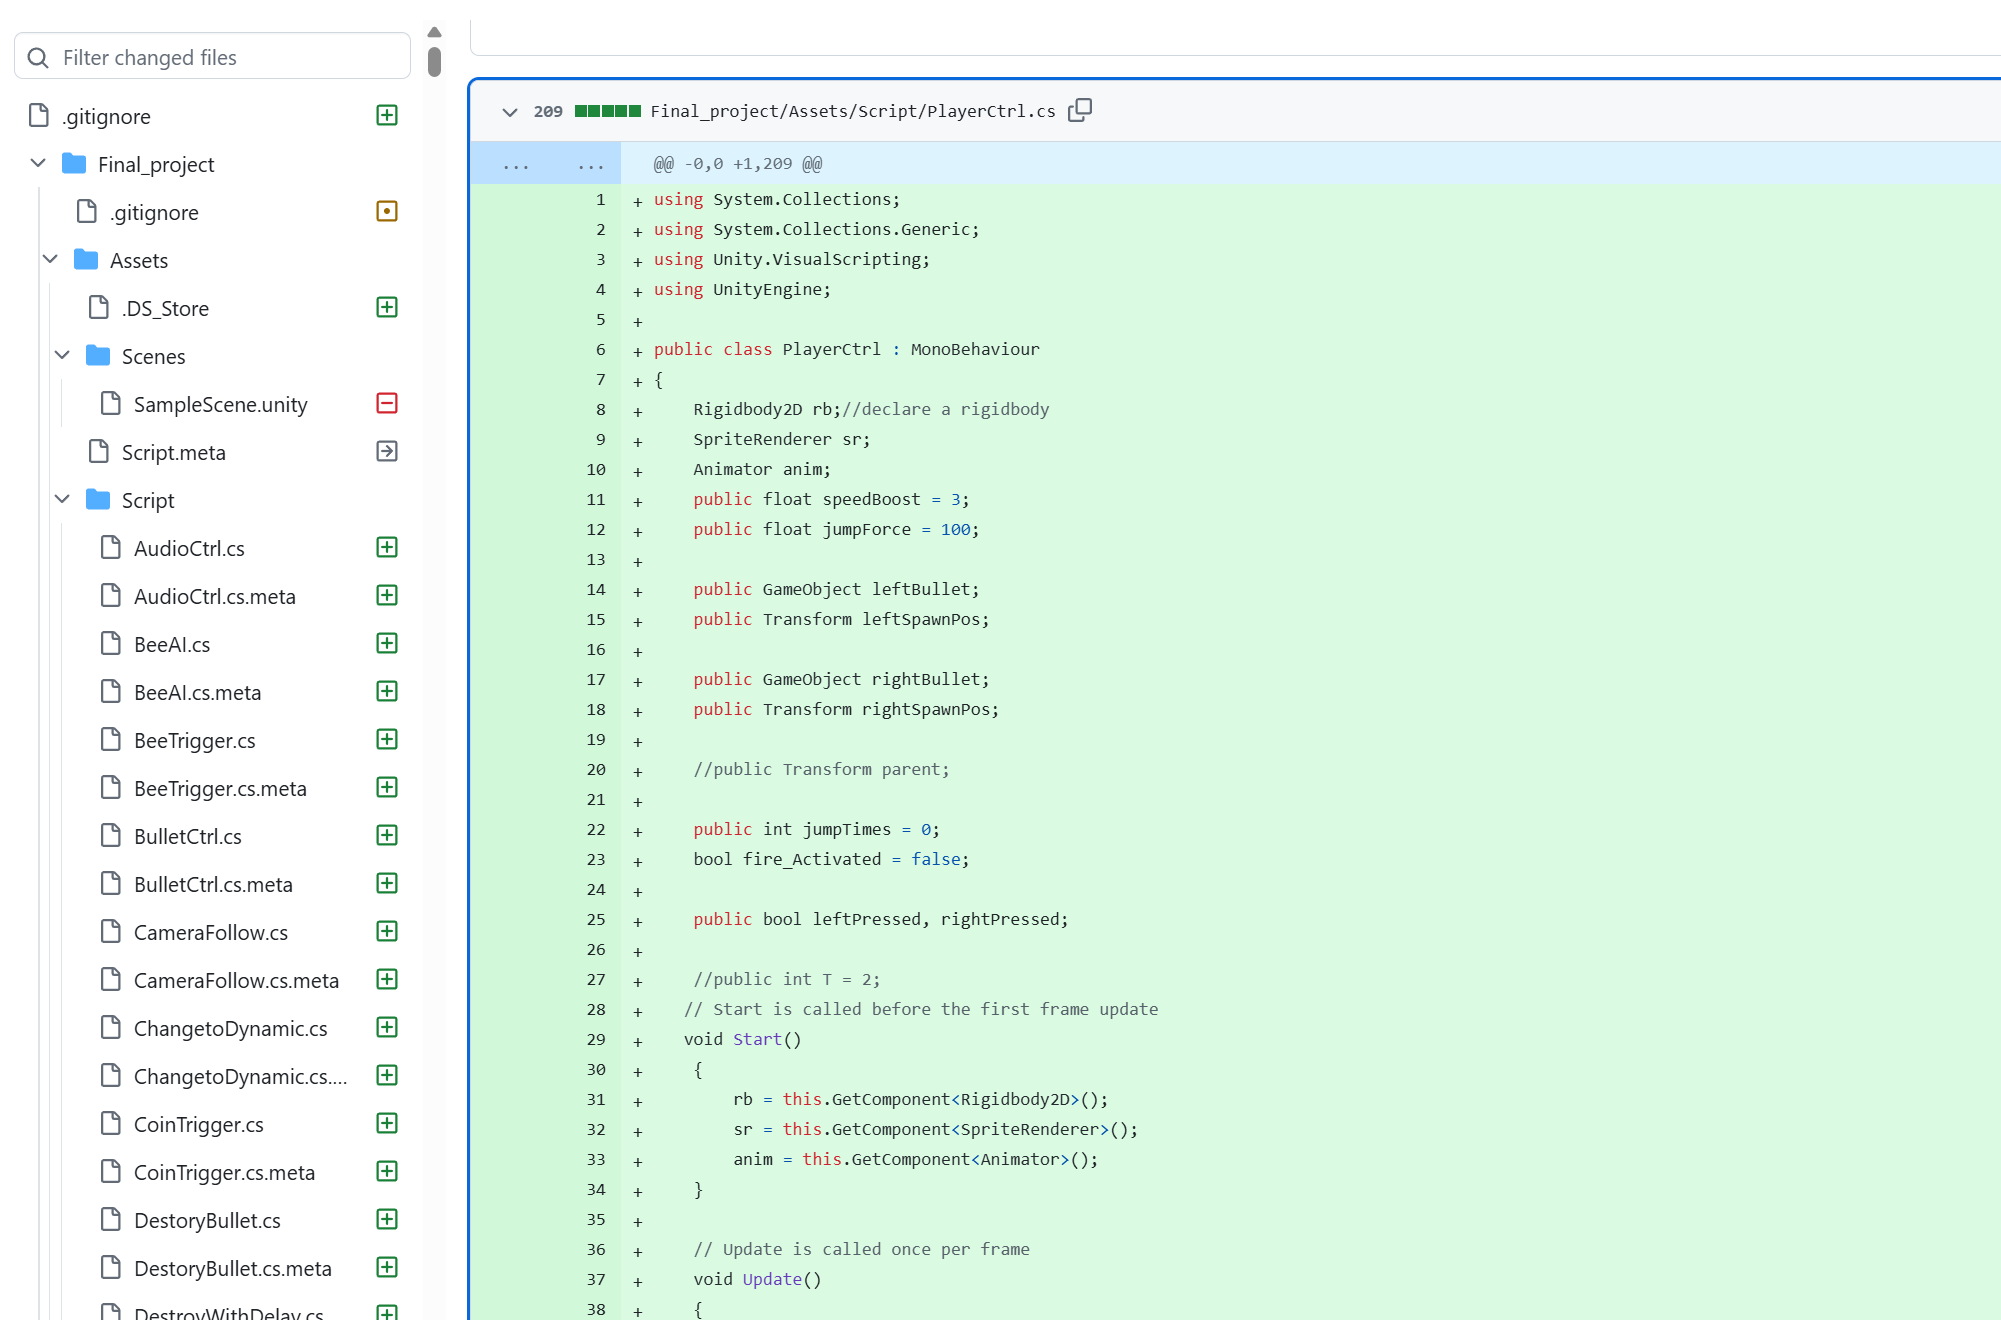 Filter changed files
.gitignore
Final_project
.gitignore
Assets
.DS_Store
Scenes
SampleScene.unity
Script.meta
Script
AudioCtrl.cs
AudioCtrl.cs.meta
BeeAI.cs
BeeAI.cs.meta
BeeTrigger.cs
BeeTrigger.cs.meta
BulletCtrl.cs
BulletCtrl.cs.meta
CameraFollow.cs
CameraFollow.cs.meta
ChangetoDynamic.cs
ChangetoDynamic.cs....
CoinTrigger.cs
CoinTrigger.cs.meta
DestoryBullet.cs
DestoryBullet.cs.meta
DestroyWithDelay.cs
209 Final_project/Assets/Script/PlayerCtrl.cs
... ... @@ -0,0 +1,209 @@
1 + using System.Collections;
2 + using System.Collections.Generic;
3 + using Unity.VisualScripting;
4 + using UnityEngine;
5 +
6 + public class PlayerCtrl : MonoBehaviour
7 + {
8 +     Rigidbody2D rb;//declare a rigidbody
9 +     SpriteRenderer sr;
10 +     Animator anim;
11 +     public float speedBoost = 3;
12 +     public float jumpForce = 100;
13 +
14 +     public GameObject leftBullet;
15 +     public Transform leftSpawnPos;
16 +
17 +     public GameObject rightBullet;
18 +     public Transform rightSpawnPos;
19 +
20 +     //public Transform parent;
21 +
22 +     public int jumpTimes = 0;
23 +     bool fire_Activated = false;
24 +
25 +     public bool leftPressed, rightPressed;
26 +
27 +     //public int T = 2;
28 +    // Start is called before the first frame update
29 +    void Start()
30 +     {
31 +         rb = this.GetComponent<Rigidbody2D>();
32 +         sr = this.GetComponent<SpriteRenderer>();
33 +         anim = this.GetComponent<Animator>();
34 +     }
35 +
36 +     // Update is called once per frame
37 +     void Update()
38 +     {